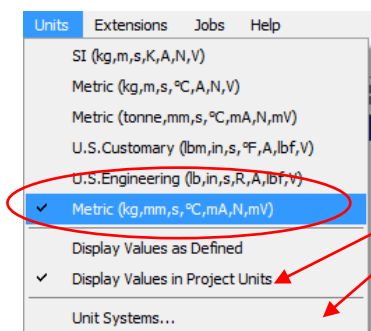 Units Extensions Jobs Help
SI (kg,m,s,K,A,N,V)
Metric (kg,m,s,°C,A,N,V)
Metric (tonne,mm,s,°C,mA,N,mV)
U.S.Customary (lbm,in,s,°F,A,lbf,V)
U.S.Engineering (lb,in,s,R,A,lbf,V)
Metric (kg,mm,s,°C,mA,N,mV)
Display Values as Defined
Display Values in Project Units
Unit Systems...